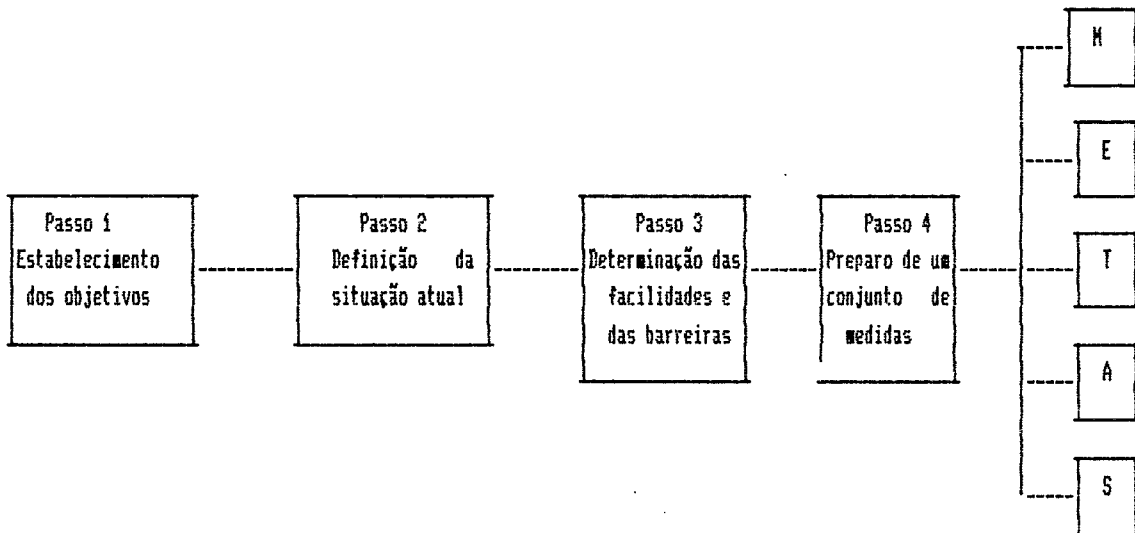 Passo 1
Estabelecimento
dos objetivos
Passo 2
Definição da
situação atual
Passo 3
Determinação das
facilidades e
das barreiras
Passo 4
Preparo de um
conjunto de
medidas
M
E
T
A
S